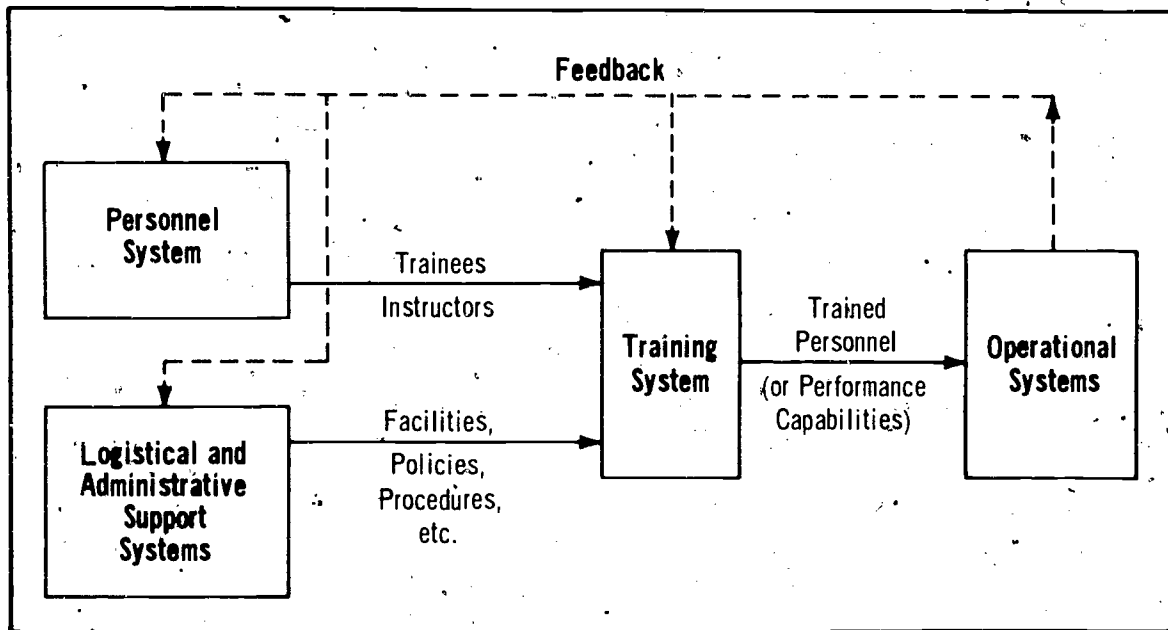 Feedback
Personnel
System
Trainees
Instructors
Training
System
Trained
Personnel
(or Performance
Capabilities)
Operational
Systems
Logistical and
Administrative
Support
Systems
Facilities,
Policies,
Procedures,
etc.